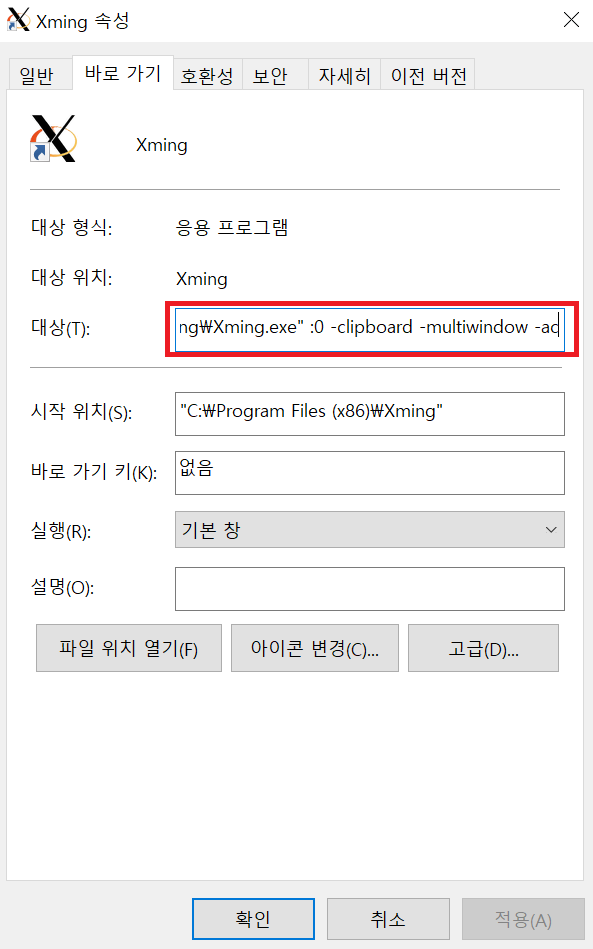 Xming 속성
일반 바로 가기 호환성 보안 자세히 이전 버전
Xming
대상 형식: 응용 프로그램
대상 위치: Xming
대상(T): ng₩Xming.exe" :0 -clipboard -multiwindow -ac
시작 위치(S): "C:₩Program Files (x86)₩Xming"
바로 가기 키(K): 없음
실행(R): 기본 창
설명(O):
파일 위치 열기(F) 아이콘 변경(C)... 고급(D)...
확인 취소 적용(A)